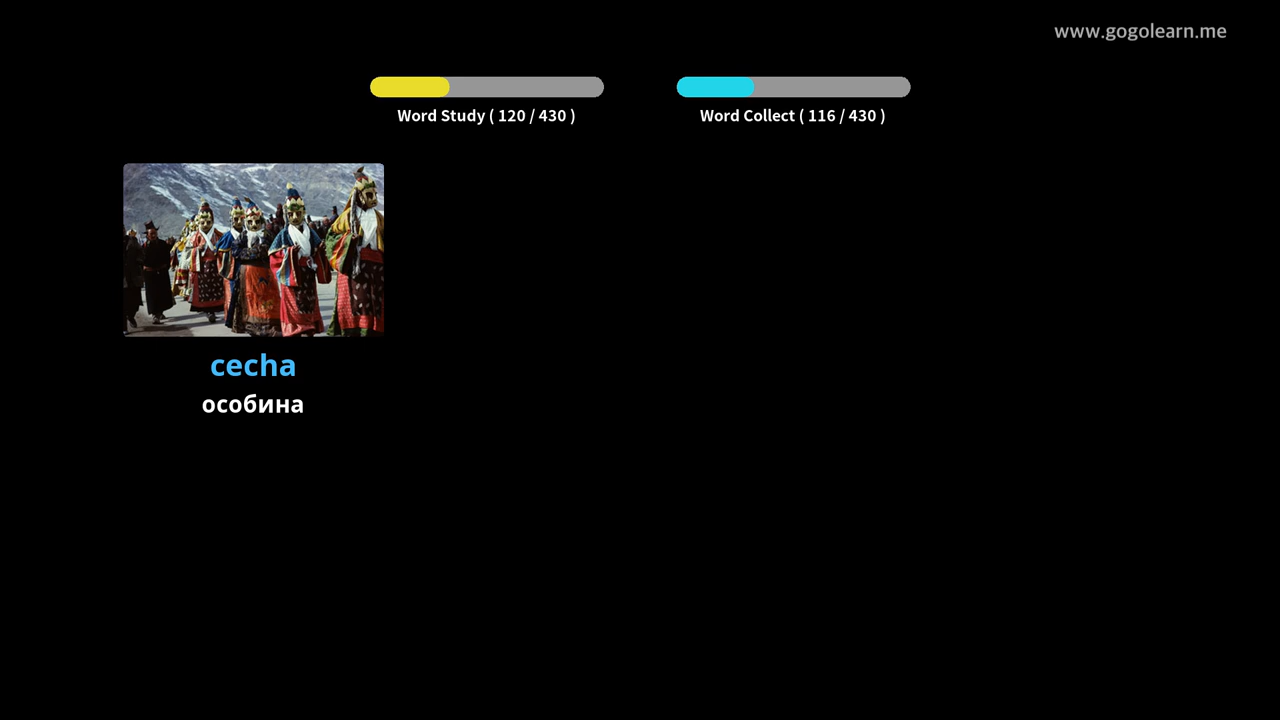 www.gogolearn.me
Word Study ( 120 / 430 )
Word Collect ( 116 / 430 )
cecha
особина